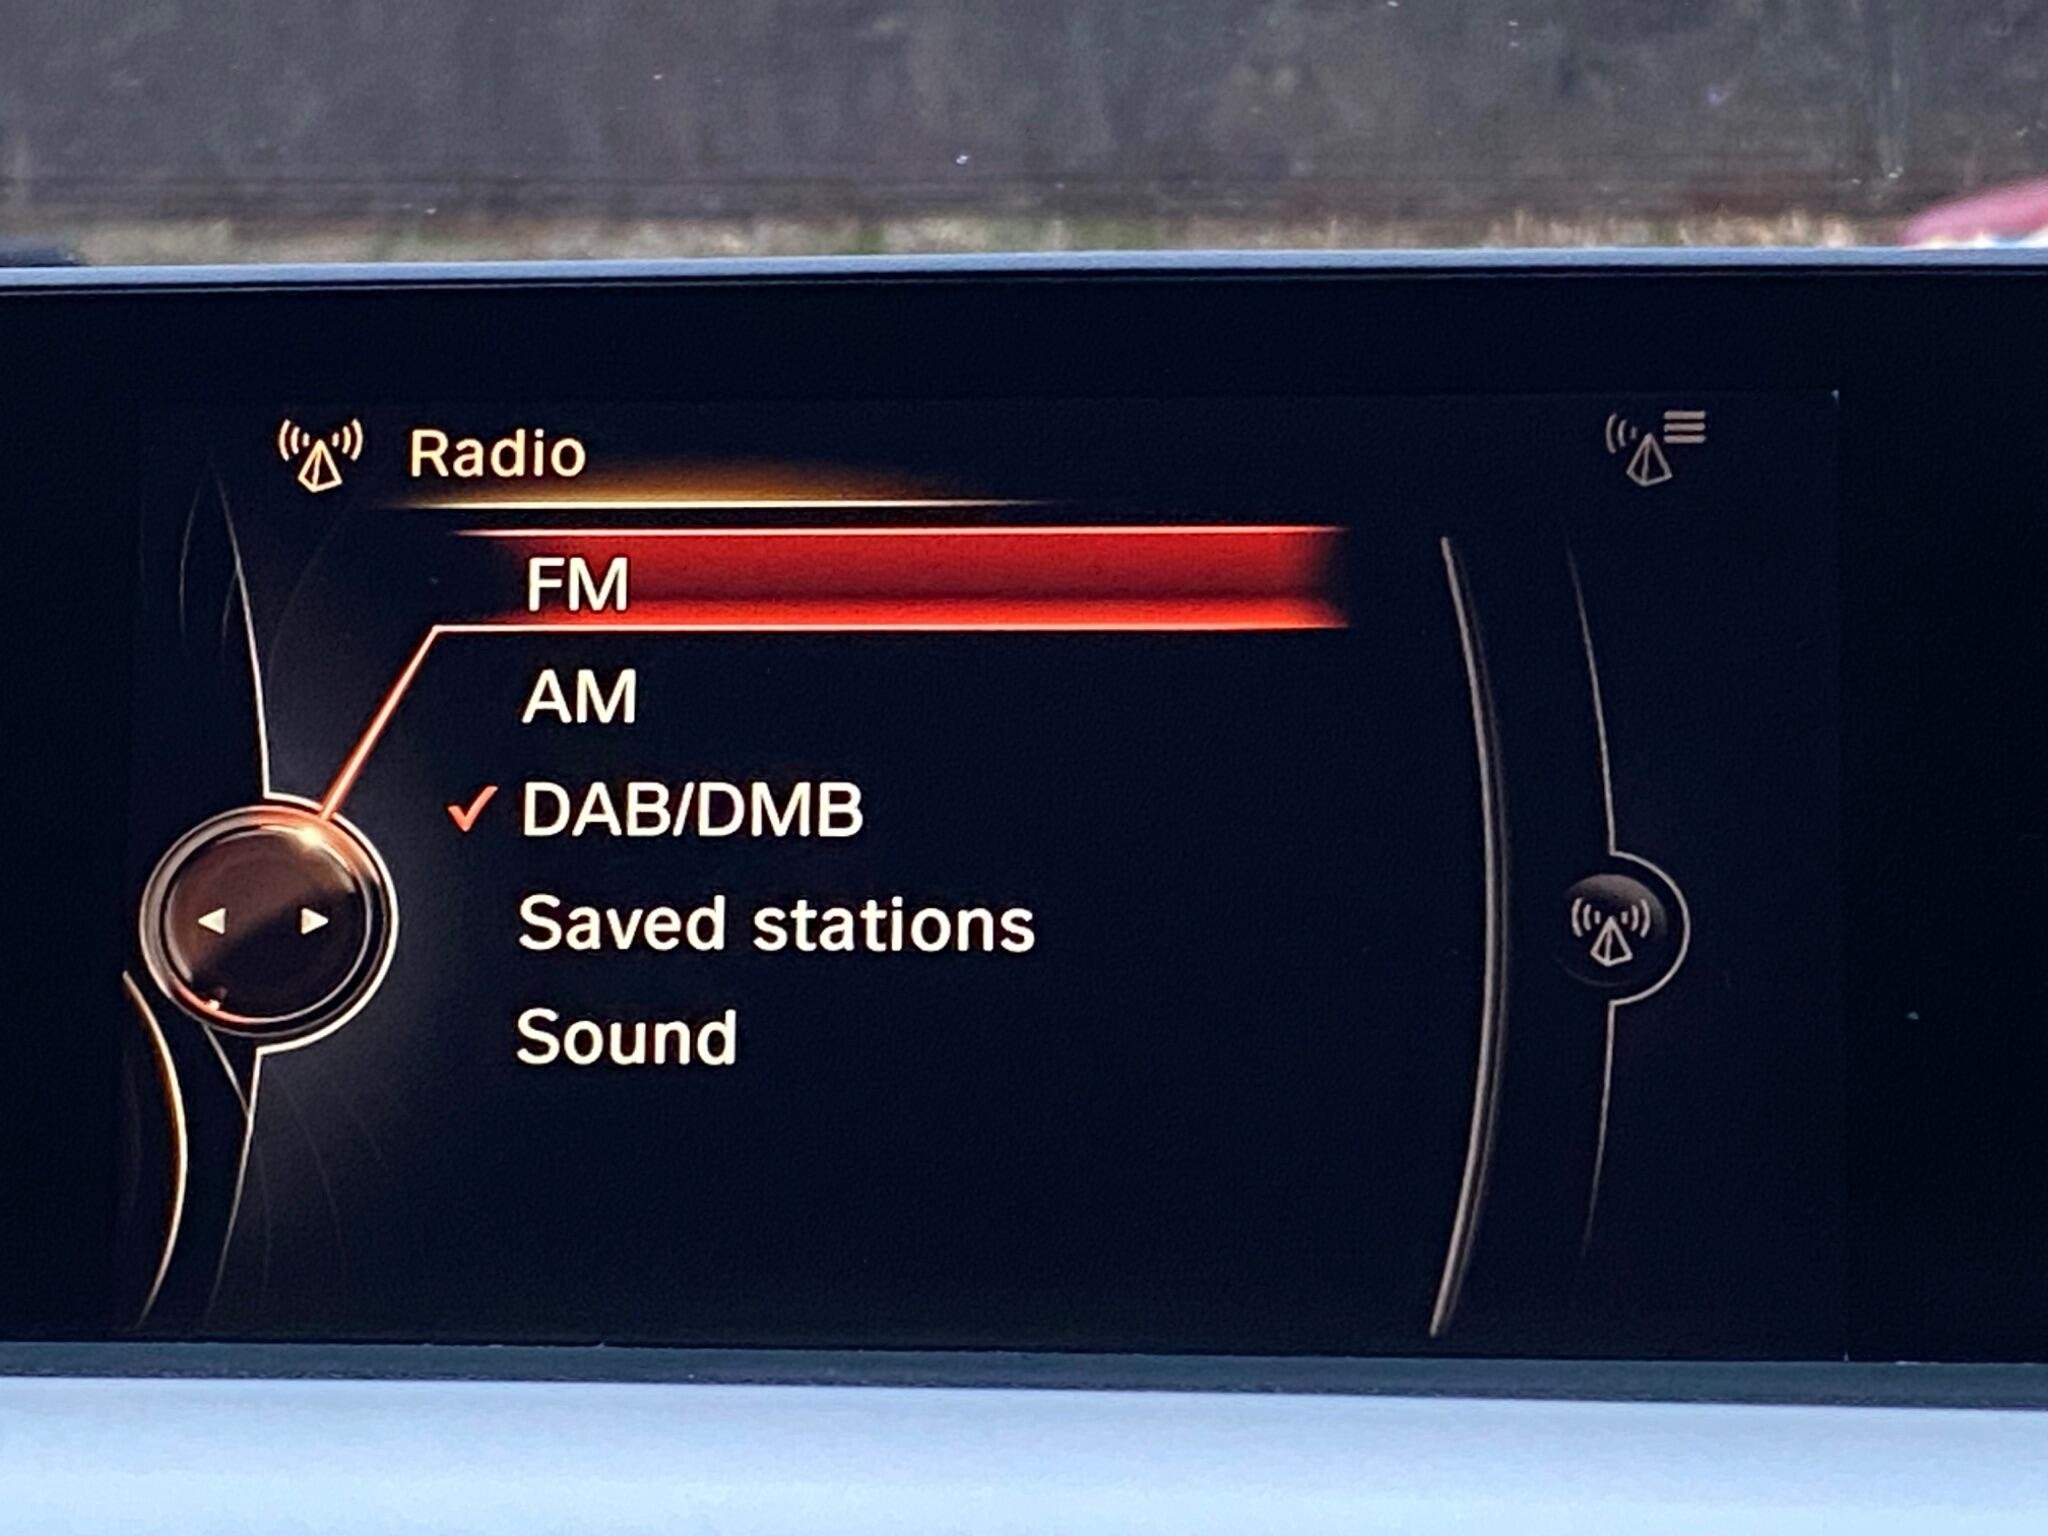 Radio
FM
AM
DAB/DMB
Saved stations
Sound